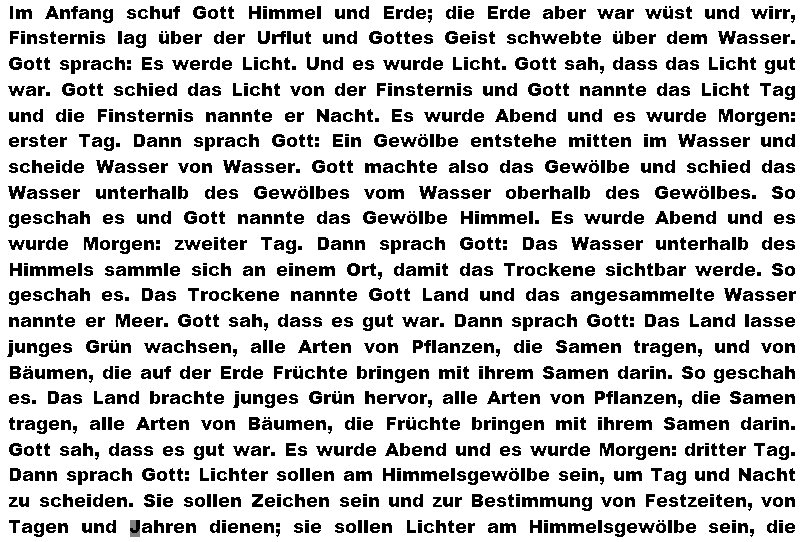 Im Anfang schuf Gott Himmel und Erde; die Erde aber war wüst und wirr,
Finsternis lag über der Urflut und Gottes Geist schwebte über dem Wasser.
Gott sprach: Es werde Licht. Und es wurde Licht. Gott sah, dass das Licht gut
war. Gott schied das Licht von der Finsternis und Gott nannte das Licht Tag
und die Finsternis nannte er Nacht. Es wurde Abend und es wurde Morgen:
erster Tag. Dann sprach Gott: Ein Gewölbe entstehe mitten im Wasser und
scheide Wasser von Wasser. Gott machte also das Gewölbe und schied das
Wasser unterhalb des Gewölbes vom Wasser oberhalb des Gewölbes. So
geschah es und Gott nannte das Gewölbe Himmel. Es wurde Abend und es
wurde Morgen: zweiter Tag. Dann sprach Gott: Das Wasser unterhalb des
Himmels sammle sich an einem Ort, damit das Trockene sichtbar werde. So
geschah es. Das Trockene nannte Gott Land und das angesammelte Wasser
nannte er Meer. Gott sah, dass es gut war. Dann sprach Gott: Das Land lasse
junges Grün wachsen, alle Arten von Pflanzen, die Samen tragen, und von
Bäumen, die auf der Erde Früchte bringen mit ihrem Samen darin. So geschah
es. Das Land brachte junges Grün hervor, alle Arten von Pflanzen, die Samen
tragen, alle Arten von Bäumen, die Früchte bringen mit ihrem Samen darin.
Gott sah, dass es gut war. Es wurde Abend und es wurde Morgen: dritter Tag.
Dann sprach Gott: Lichter sollen am Himmelsgewölbe sein, um Tag und Nacht
zu scheiden. Sie sollen Zeichen sein und zur Bestimmung von Festzeiten, von
Tagen und Jahren dienen; sie sollen Lichter am Himmelsgewölbe sein, die